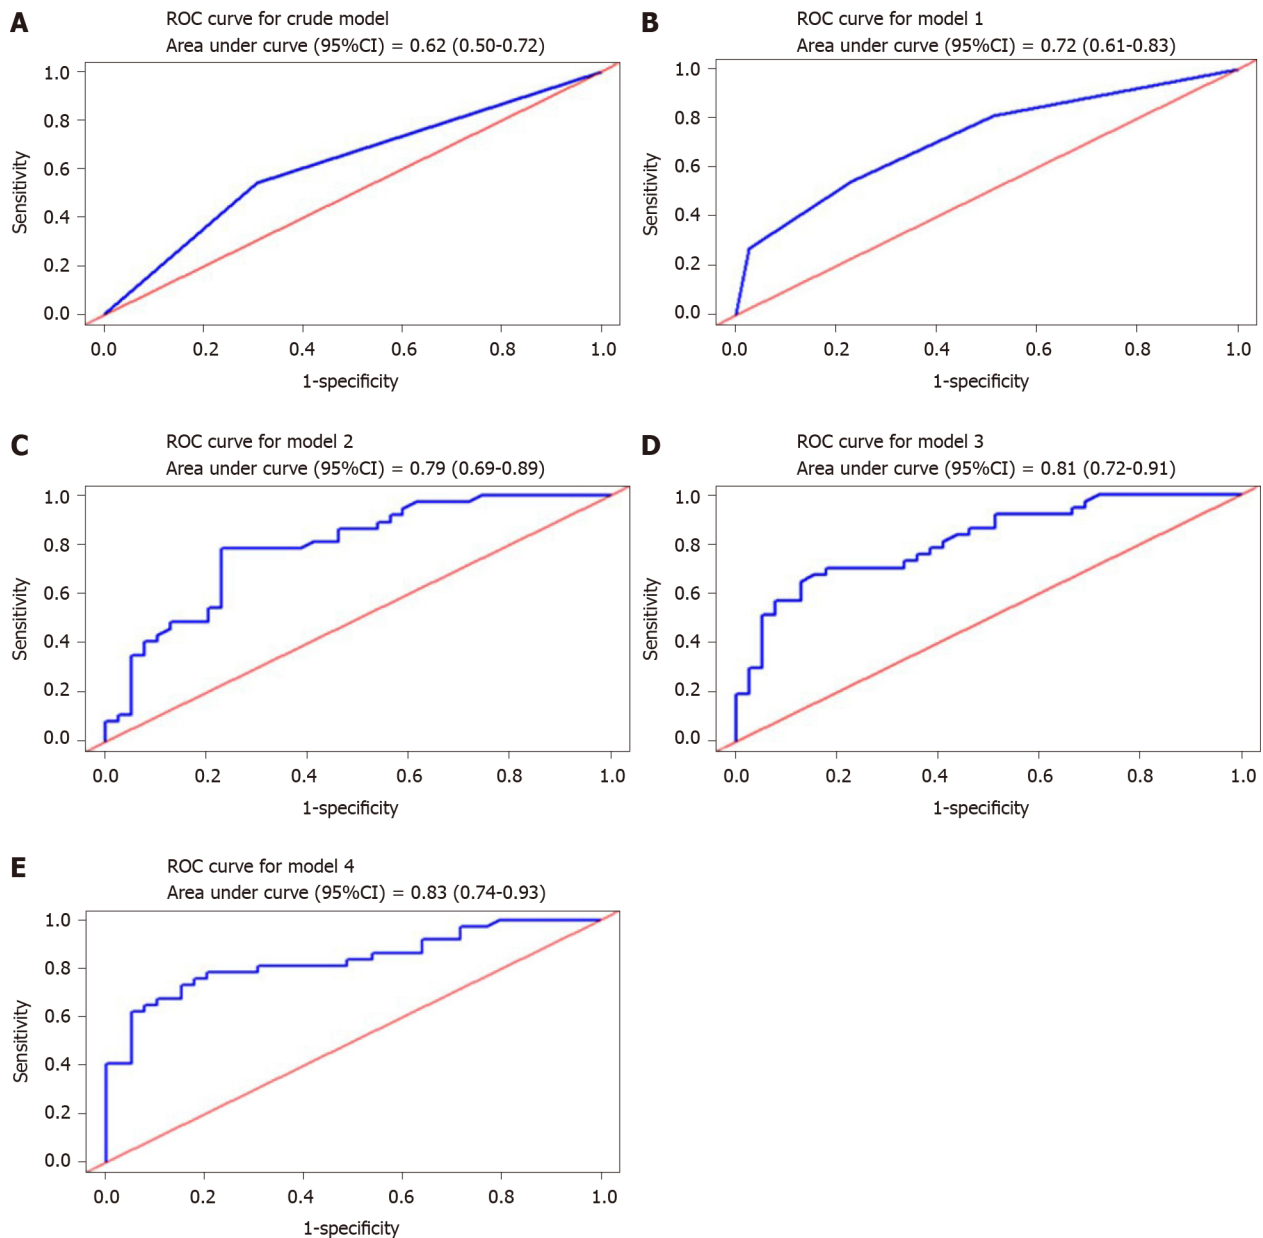 A
ROC curve for crude model
Area under curve (95%CI) = 0.62 (0.50-0.72)
1.0
0.8
0.6
0.4
0.2
0.0
Sensitivity
0.0 0.2 0.4 0.6 0.8 1.0
1-specificity
B
ROC curve for model 1
Area under curve (95%CI) = 0.72 (0.61-0.83)
1.0
0.8
0.6
0.4
0.2
0.0
Sensitivity
0.0 0.2 0.4 0.6 0.8 1.0
1-specificity
C
ROC curve for model 2
Area under curve (95%CI) = 0.79 (0.69-0.89)
1.0
0.8
0.6
0.4
0.2
0.0
Sensitivity
0.0 0.2 0.4 0.6 0.8 1.0
1-specificity
D
ROC curve for model 3
Area under curve (95%CI) = 0.81 (0.72-0.91)
1.0
0.8
0.6
0.4
0.2
0.0
Sensitivity
0.0 0.2 0.4 0.6 0.8 1.0
1-specificity
E
ROC curve for model 4
Area under curve (95%CI) = 0.83 (0.74-0.93)
1.0
0.8
0.6
0.4
0.2
0.0
Sensitivity
0.0 0.2 0.4 0.6 0.8 1.0
1-specificity